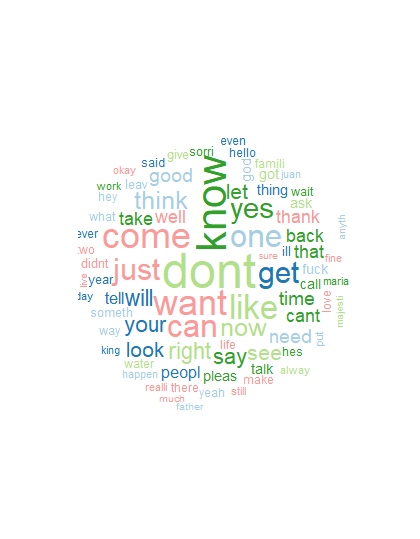 even
give sorri hello
okay said god famili
work leav good got juan
hey think let thing wait
what take well know yes ask thank
ever come one back anyth
two didnt just sure ill that fine
live year dont get fuck call maria
day tell will want like time love majesti
someth your can now cant
way need put
king look right say see hes
water life
happen peopl pleas talk alway
realli there yeah make
much still
father